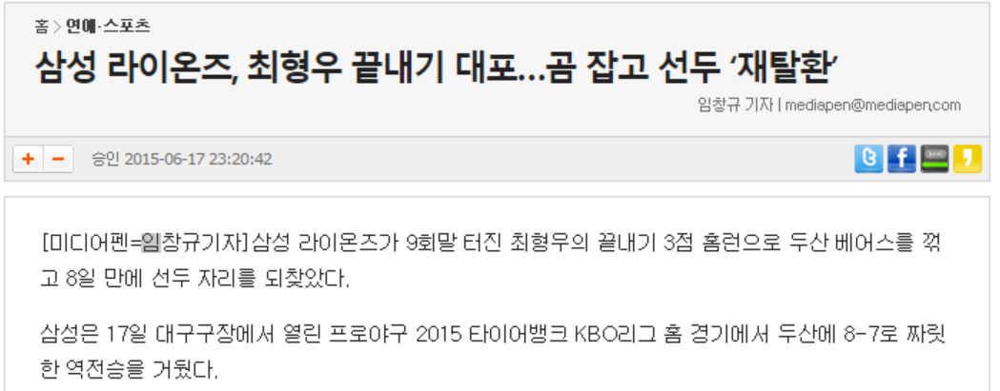 홈 > 연예·스포츠
삼성 라이온즈, 최형우 끝내기 대포…곰 잡고 선두 ‘재탈환’
임창규 기자 | mediapen@mediapen.com
승인 2015-06-17 23:20:42
[미디어펜=임창규기자]삼성 라이온즈가 9회말 터진 최형우의 끝내기 3점 홈런으로 두산 베어스를 꺾
고 8일 만에 선두 자리를 되찾았다.
삼성은 17일 대구구장에서 열린 프로야구 2015 타이어뱅크 KBO리그 홈 경기에서 두산에 8-7로 짜릿
한 역전승을 거뒀다.